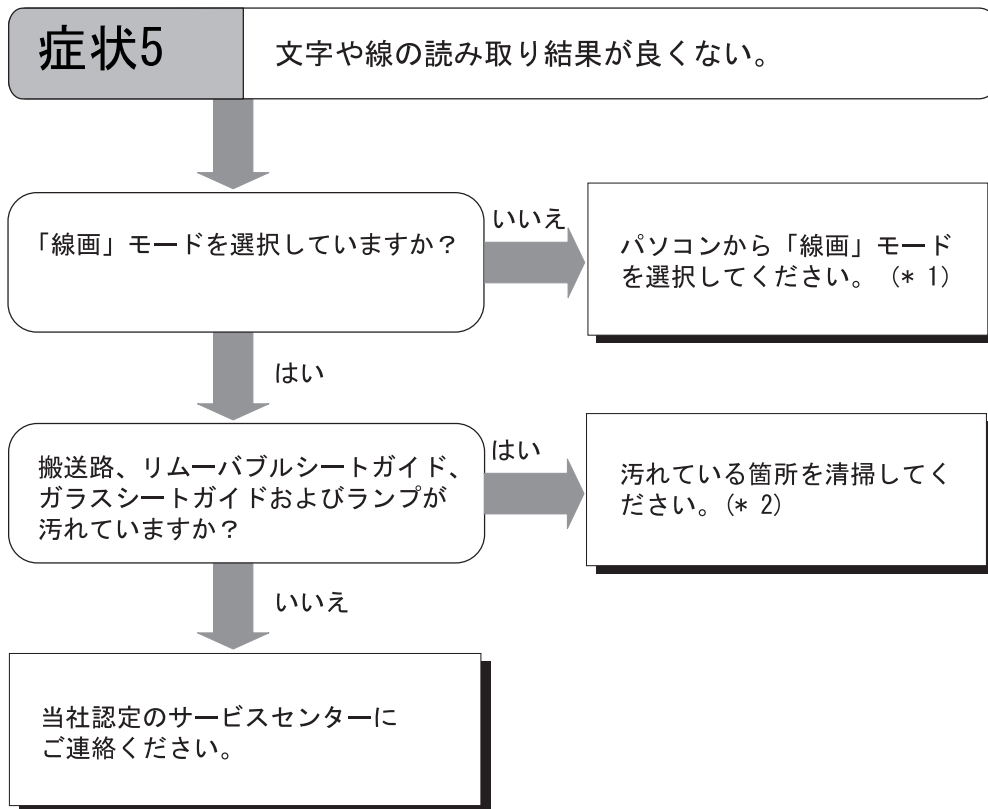 症状5
文字や線の読み取り結果が良くない。
「線画」モードを選択していますか？
いいえ
パソコンから「線画」モード
を選択してください。 (* 1)
はい
搬送路、リムーバブルシートガイド、
ガラスシートガイドおよびランプが
汚れていますか？
はい
汚れている箇所を清掃してく
ださい。(* 2)
いいえ
当社認定のサービスセンターに
ご連絡ください。